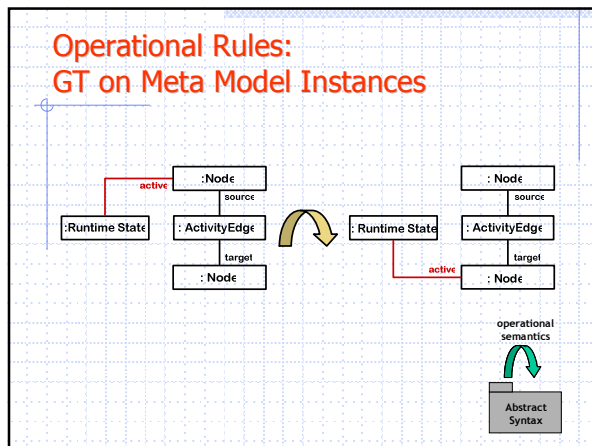 Operational Rules:
GT on Meta Model Instances
:Node
active
source
:Runtime State
: ActivityEdge
target
: Node
: Node
source
: Runtime State
: ActivityEdge
target
active
: Node
operational
semantics
Abstract
Syntax